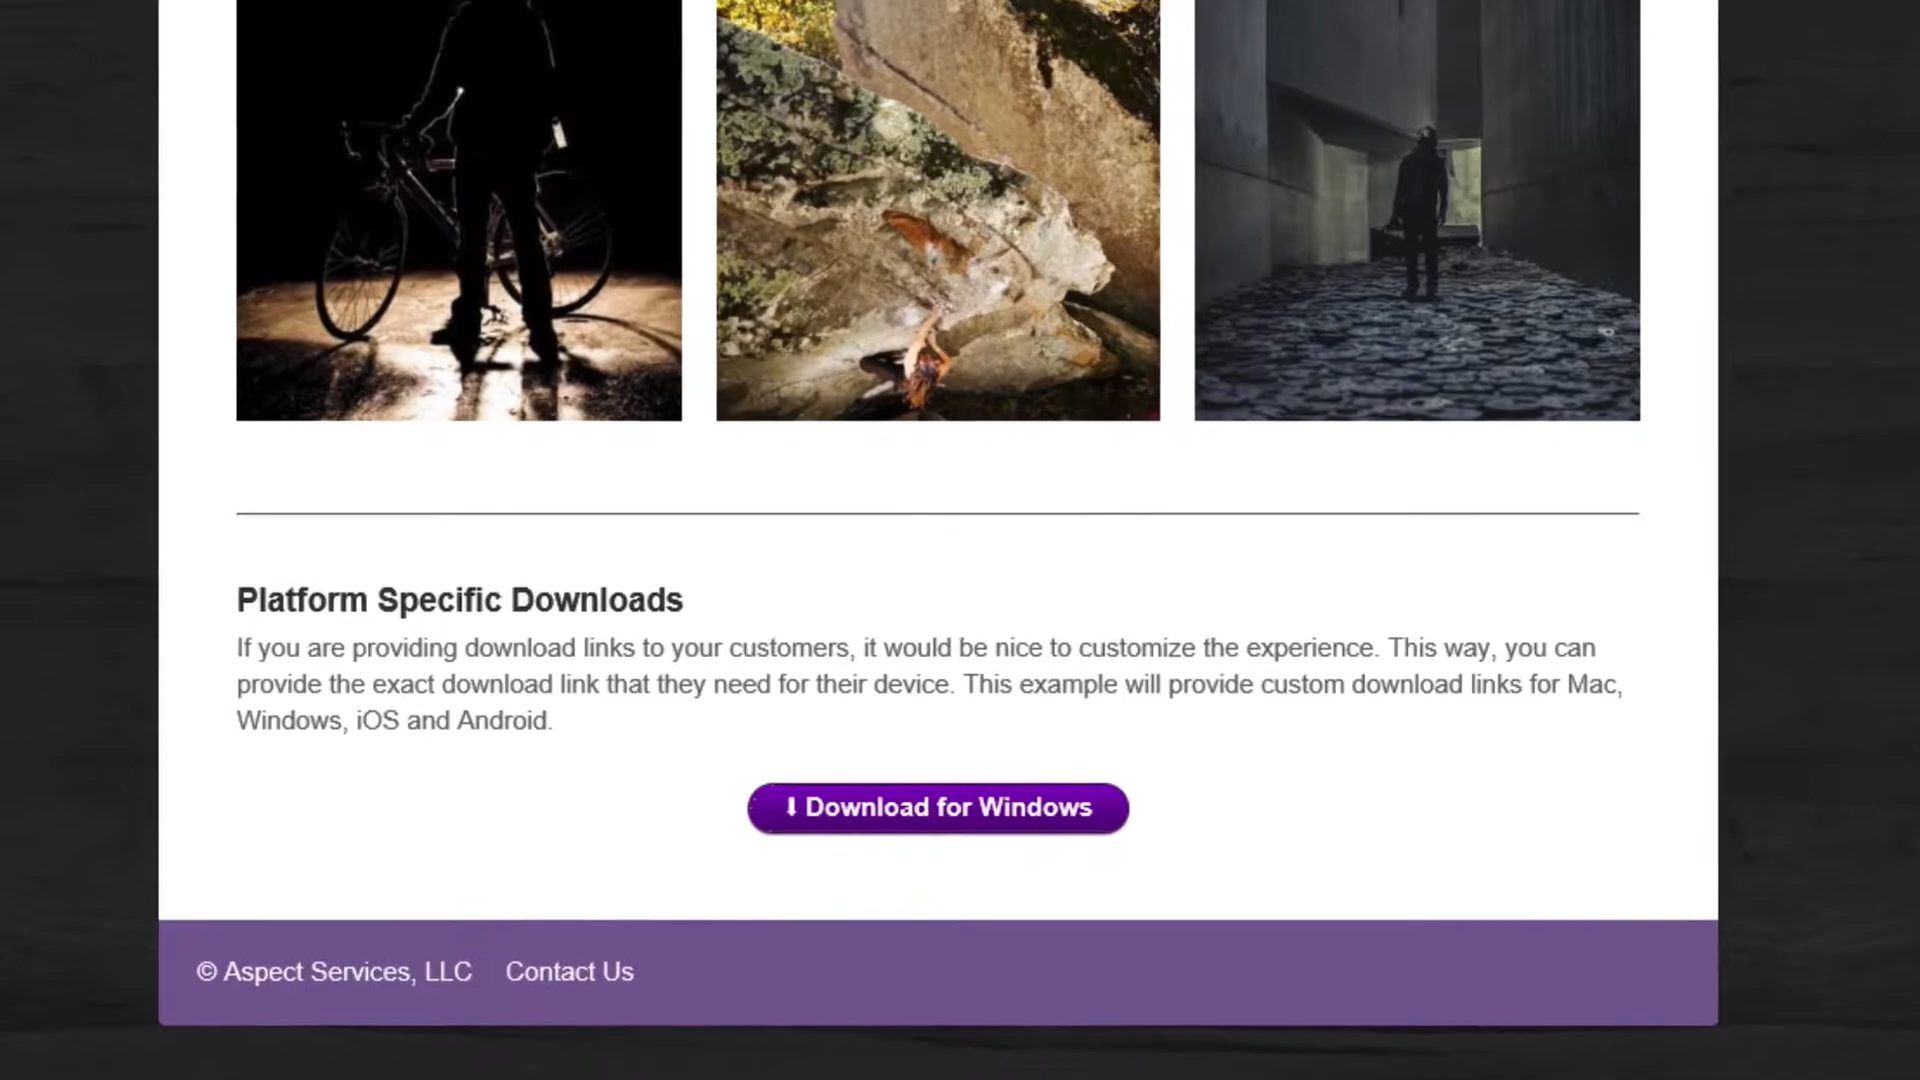 Platform Specific Downloads
If you are providing download links to your customers, it would be nice to customize the experience. This way, you can
provide the exact download link that they need for their device. This example will provide custom download links for Mac,
Windows, iOS and Android.
⬇ Download for Windows
© Aspect Services, LLC Contact Us